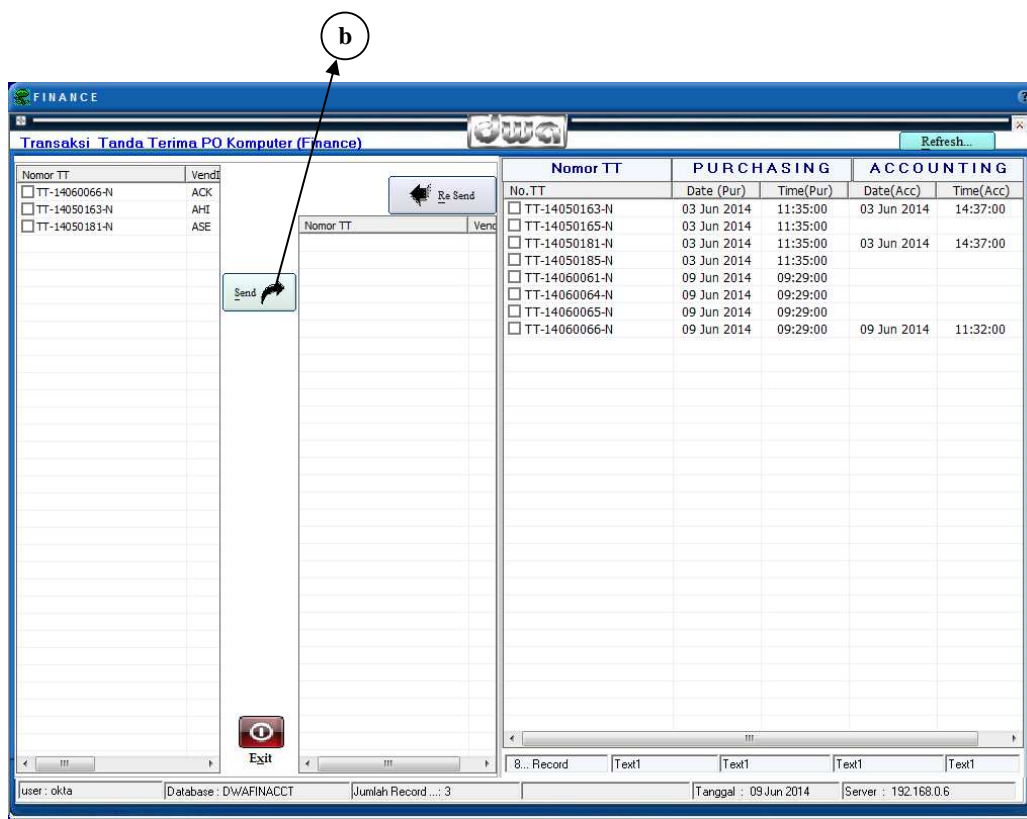 b
FINANCE
dwa
Transaksi Tanda Terima PO Komputer (Finance)
Refresh...
Nomor TT VendI
TT-14060066-N ACK
TT-14050163-N AHI
TT-14050181-N ASE
Send
Re Send
Nomor TT Venc
Exit
Nomor TT PURCHASING ACCOUNTING
No.TT Date (Pur) Time(Pur) Date(Acc) Time(Acc)
TT-14050163-N 03 Jun 2014 11:35:00 03 Jun 2014 14:37:00
TT-14050165-N 03 Jun 2014 11:35:00
TT-14050181-N 03 Jun 2014 11:35:00 03 Jun 2014 14:37:00
TT-14050185-N 03 Jun 2014 11:35:00
TT-14060061-N 09 Jun 2014 09:29:00
TT-14060064-N 09 Jun 2014 09:29:00
TT-14060065-N 09 Jun 2014 09:29:00
TT-14060066-N 09 Jun 2014 09:29:00 09 Jun 2014 11:32:00
8... Record Text1 Text1 Text1 Text1
user : okta Database : DWAFINACCT Jumlah Record ...: 3 Tanggal : 09 Jun 2014 Server : 192.168.0.6